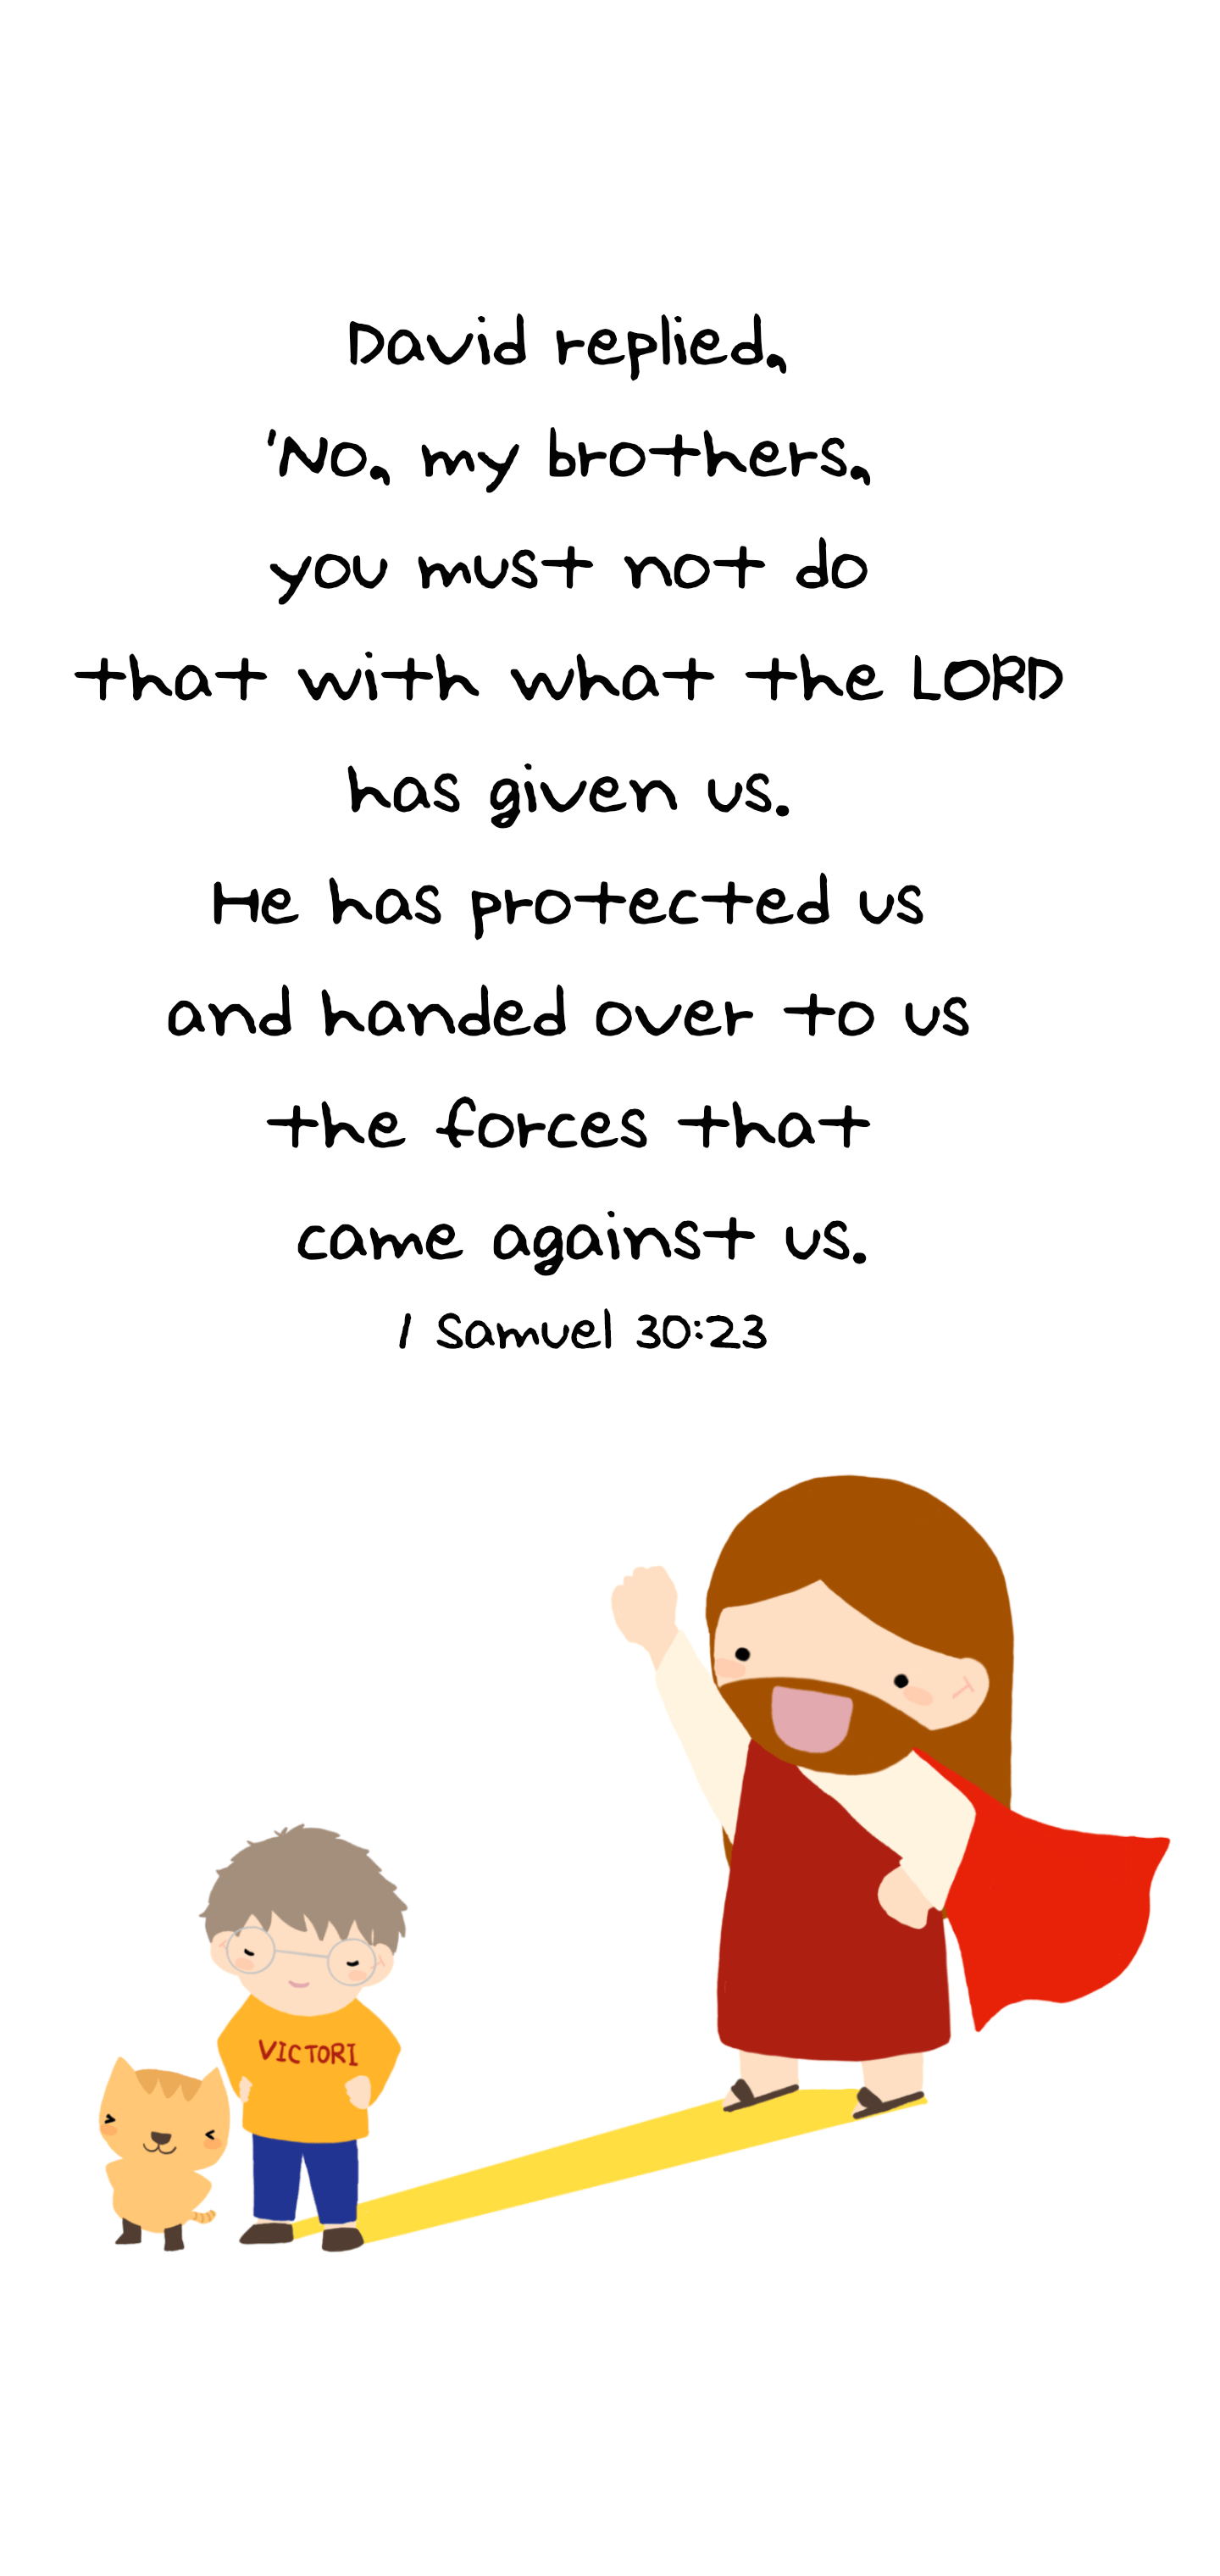 David replied,
'No, my brothers,
you must not do
that with what the LORD
has given us.
He has protected us
and handed over to us
the forces that
came against us.
1 Samuel 30:23
VICTORI